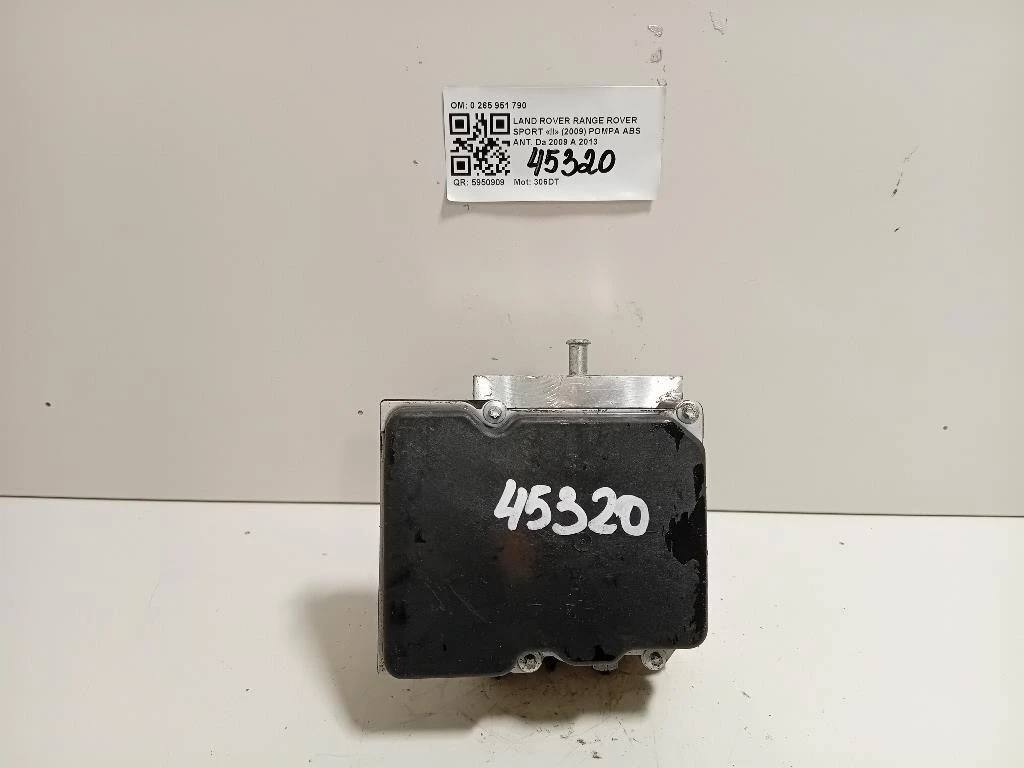 OM: 0 265 951 790
LAND ROVER RANGE ROVER
SPORT «II» (2009) POMPA ABS
ANT. Da 2009 A 2013
45320
QR: 5950909 Mot: 306DT
45320